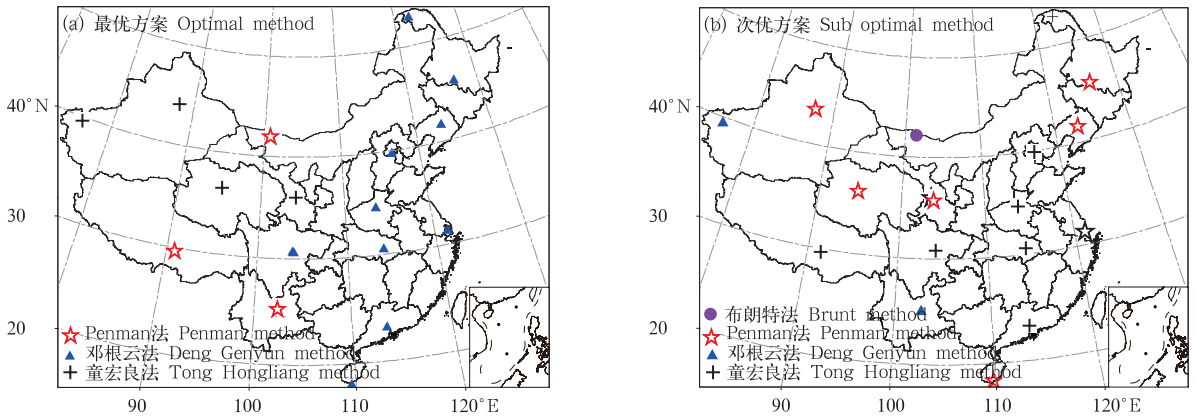 (a) 最优方案 Optimal method
40°N
30
20
Penman法 Penman method
邓根云法 Deng Genyun method
童宏良法 Tong Hongliang method
90
100
110
120°E
(b) 次优方案 Sub optimal method
40°N
30
20
布朗特法 Brunt method
Penman法 Penman method
邓根云法 Deng Genyun method
童宏良法 Tong Hongliang method
90
100
110
120°E